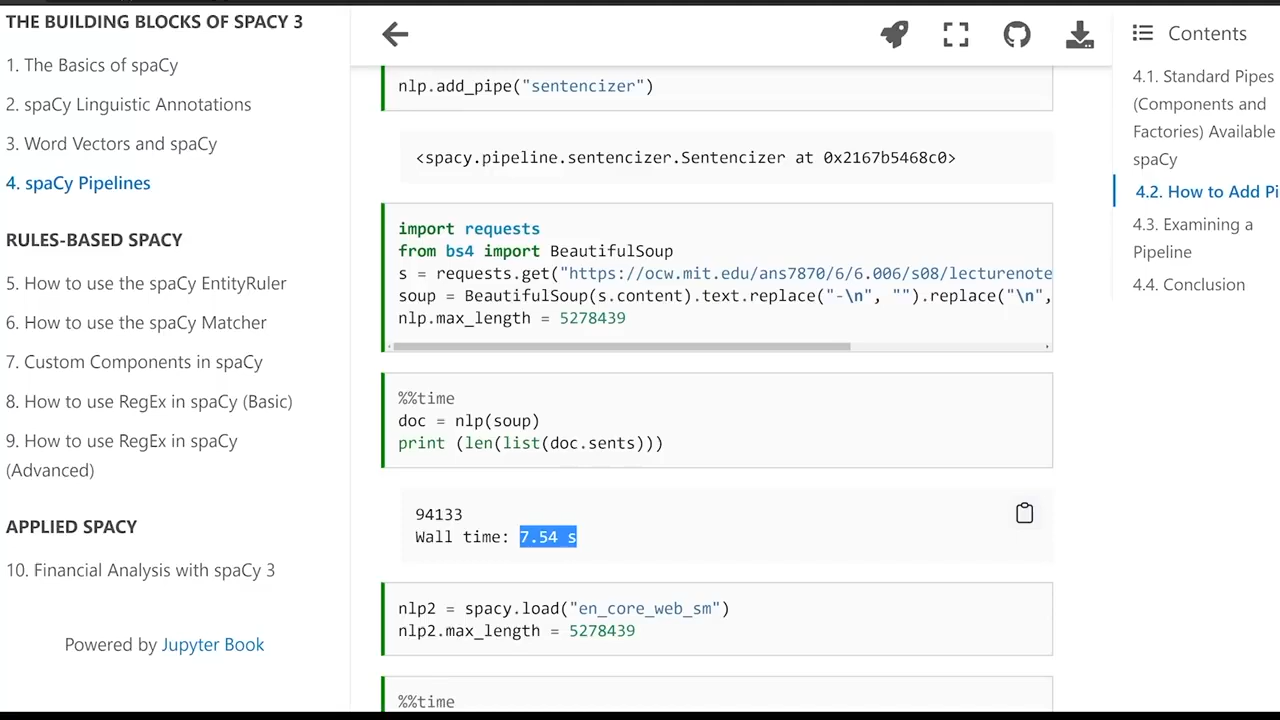 THE BUILDING BLOCKS OF SPACY 3
1. The Basics of spaCy
2. spaCy Linguistic Annotations
3. Word Vectors and spaCy
4. spaCy Pipelines
RULES-BASED SPACY
5. How to use the spaCy EntityRuler
6. How to use the spaCy Matcher
7. Custom Components in spaCy
8. How to use RegEx in spaCy (Basic)
9. How to use RegEx in spaCy
(Advanced)
APPLIED SPACY
10. Financial Analysis with spaCy 3
Powered by Jupyter Book
nlp.add_pipe("sentencizer")
<spacy.pipeline.sentencizer.Sentencizer at 0x2167b5468c0>
import requests
from bs4 import BeautifulSoup
s = requests.get("https://ocw.mit.edu/ans7870/6/6.006/s08/lecturenote
soup = BeautifulSoup(s.content).text.replace("-\n", "").replace("\n",
nlp.max_length = 5278439
%%time
doc = nlp(soup)
print (len(list(doc.sents)))
94133
Wall time: 7.54 s
nlp2 = spacy.load("en_core_web_sm")
nlp2.max_length = 5278439
%%time
Contents
4.1. Standard Pipes
(Components and
Factories) Available
spaCy
4.2. How to Add Pi
4.3. Examining a
Pipeline
4.4. Conclusion